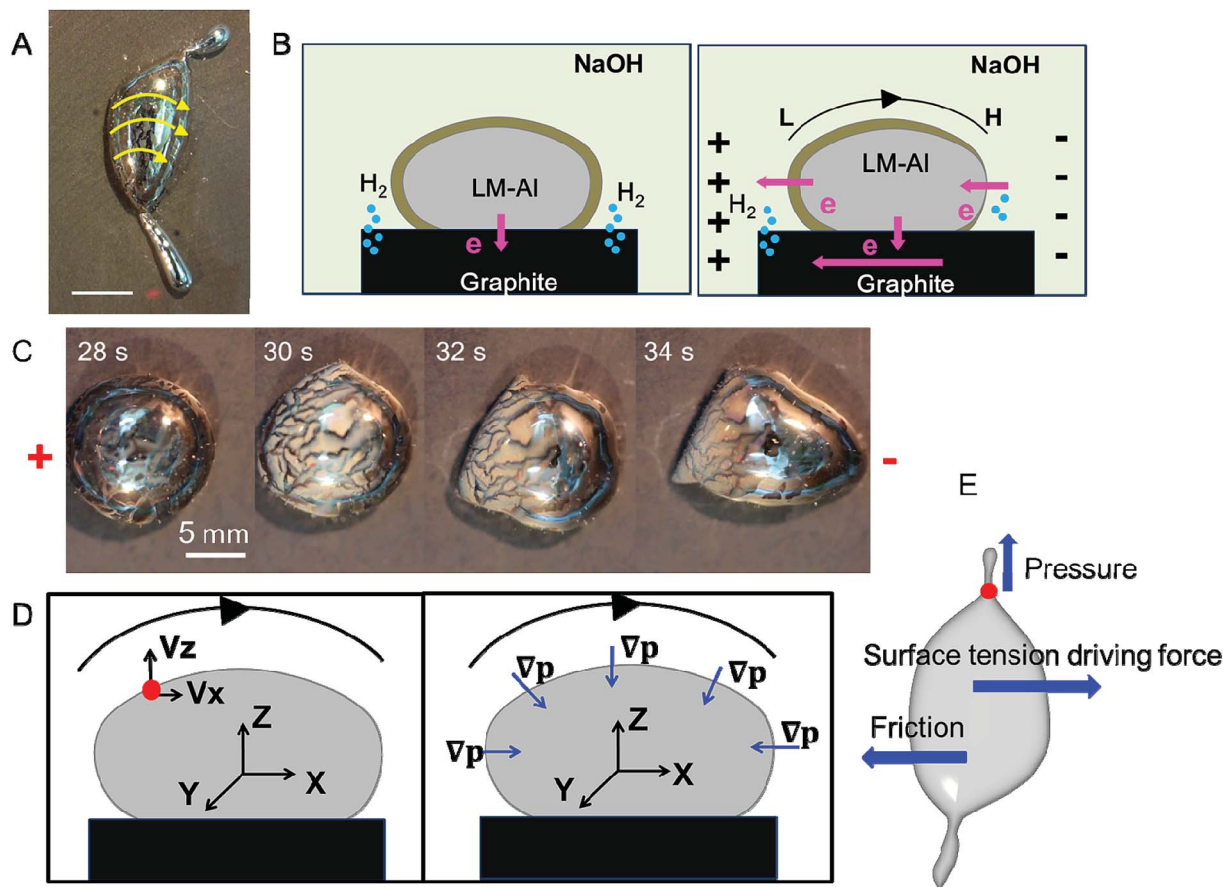 A
B
NaOH
H2
LM-Al
H2
e
Graphite
NaOH
L
H
+
+
+
+
-
-
-
-
LM-Al
H2
e
e
e
Graphite
C
28 s
30 s
32 s
34 s
+
-
5 mm
D
Vz
Vx
Z
Y
X
∇p
∇p
∇p
∇p
∇p
Z
Y
X
E
Pressure
Surface tension driving force
Friction